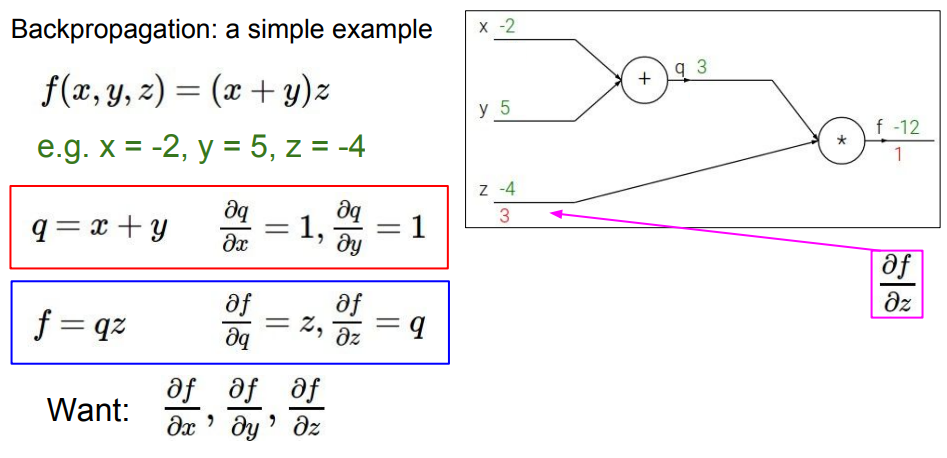 Backpropagation: a simple example
f(x, y, z) = (x + y)z
e.g. x = -2, y = 5, z = -4
q = x + y    ∂q/∂x = 1, ∂q/∂y = 1
f = qz    ∂f/∂q = z, ∂f/∂z = q
Want: ∂f/∂x, ∂f/∂y, ∂f/∂z
x -2
+
q 3
y 5
*
f -12
1
z -4
3
∂f/∂z